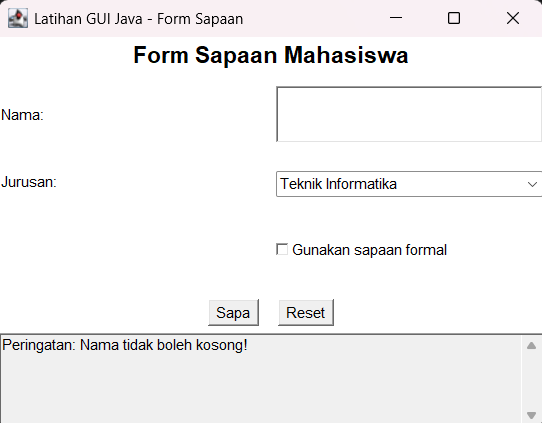 Latihan GUI Java - Form Sapaan
Form Sapaan Mahasiswa
Nama:
Jurusan: Teknik Informatika
Gunakan sapaan formal
Sapa Reset
Peringatan: Nama tidak boleh kosong!